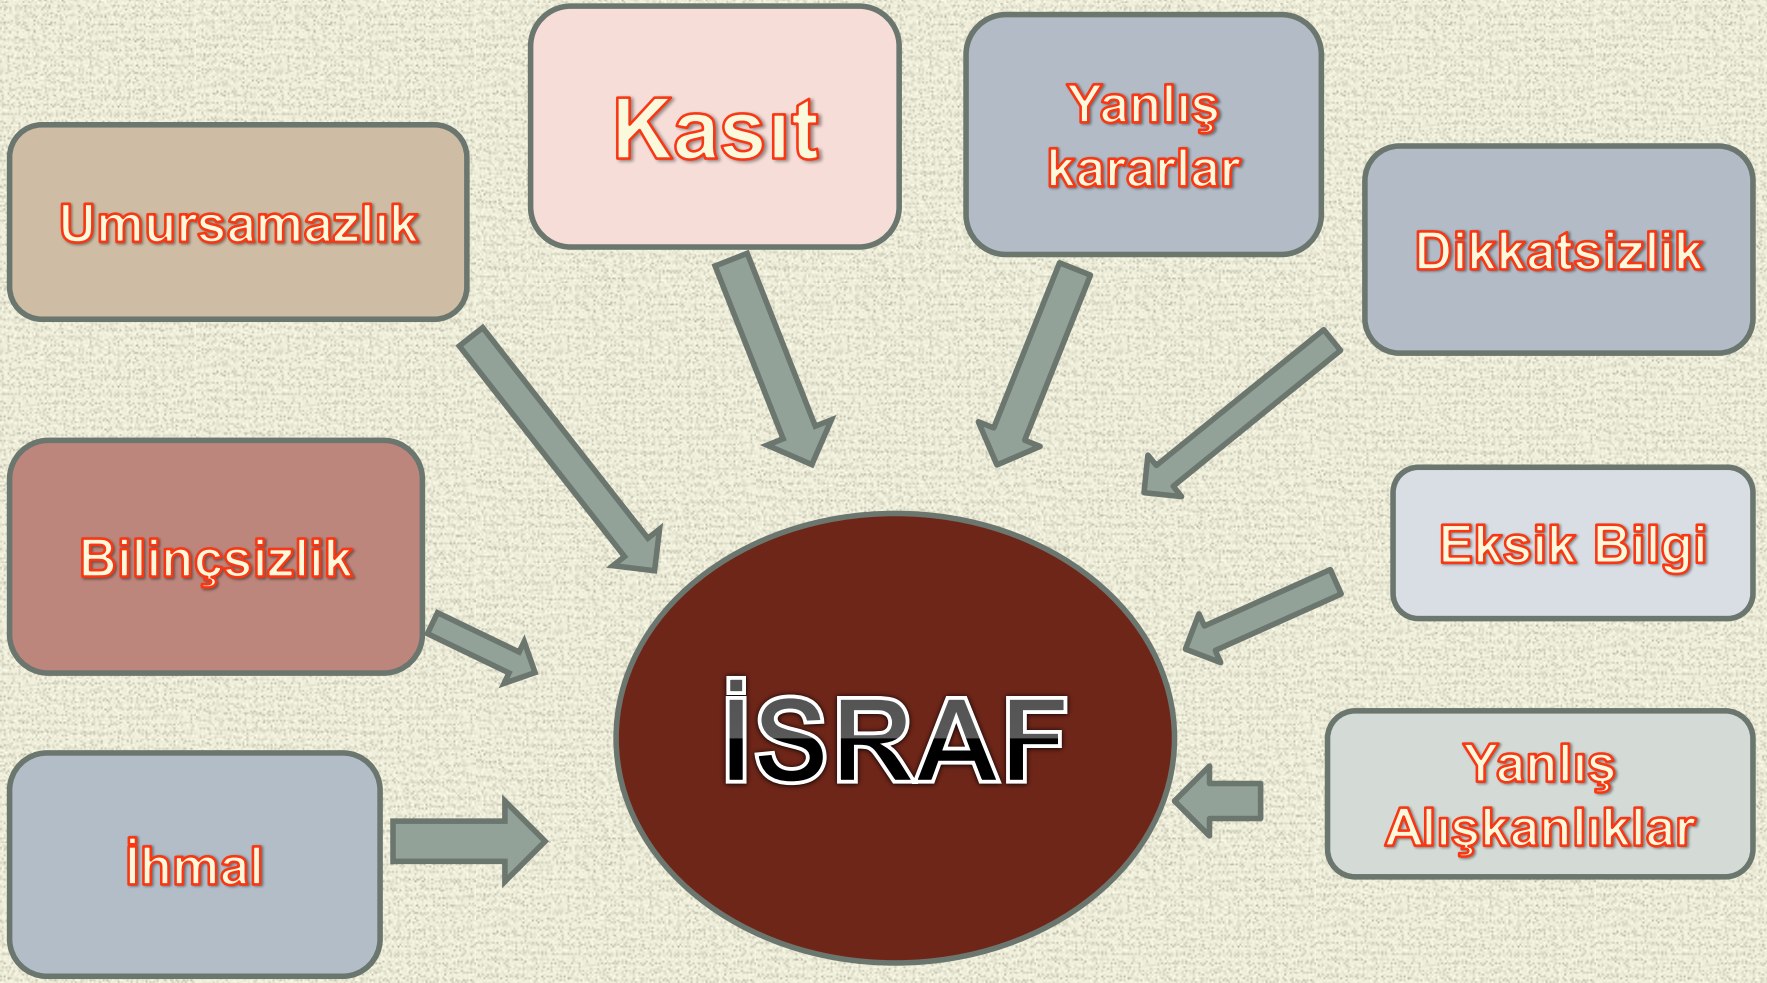 Kasıt
Yanlış
kararlar
Umursamazlık
Dikkatsizlik
Bilinçsizlik
Eksik Bilgi
İSRAF
Yanlış
Alışkanlıklar
İhmal